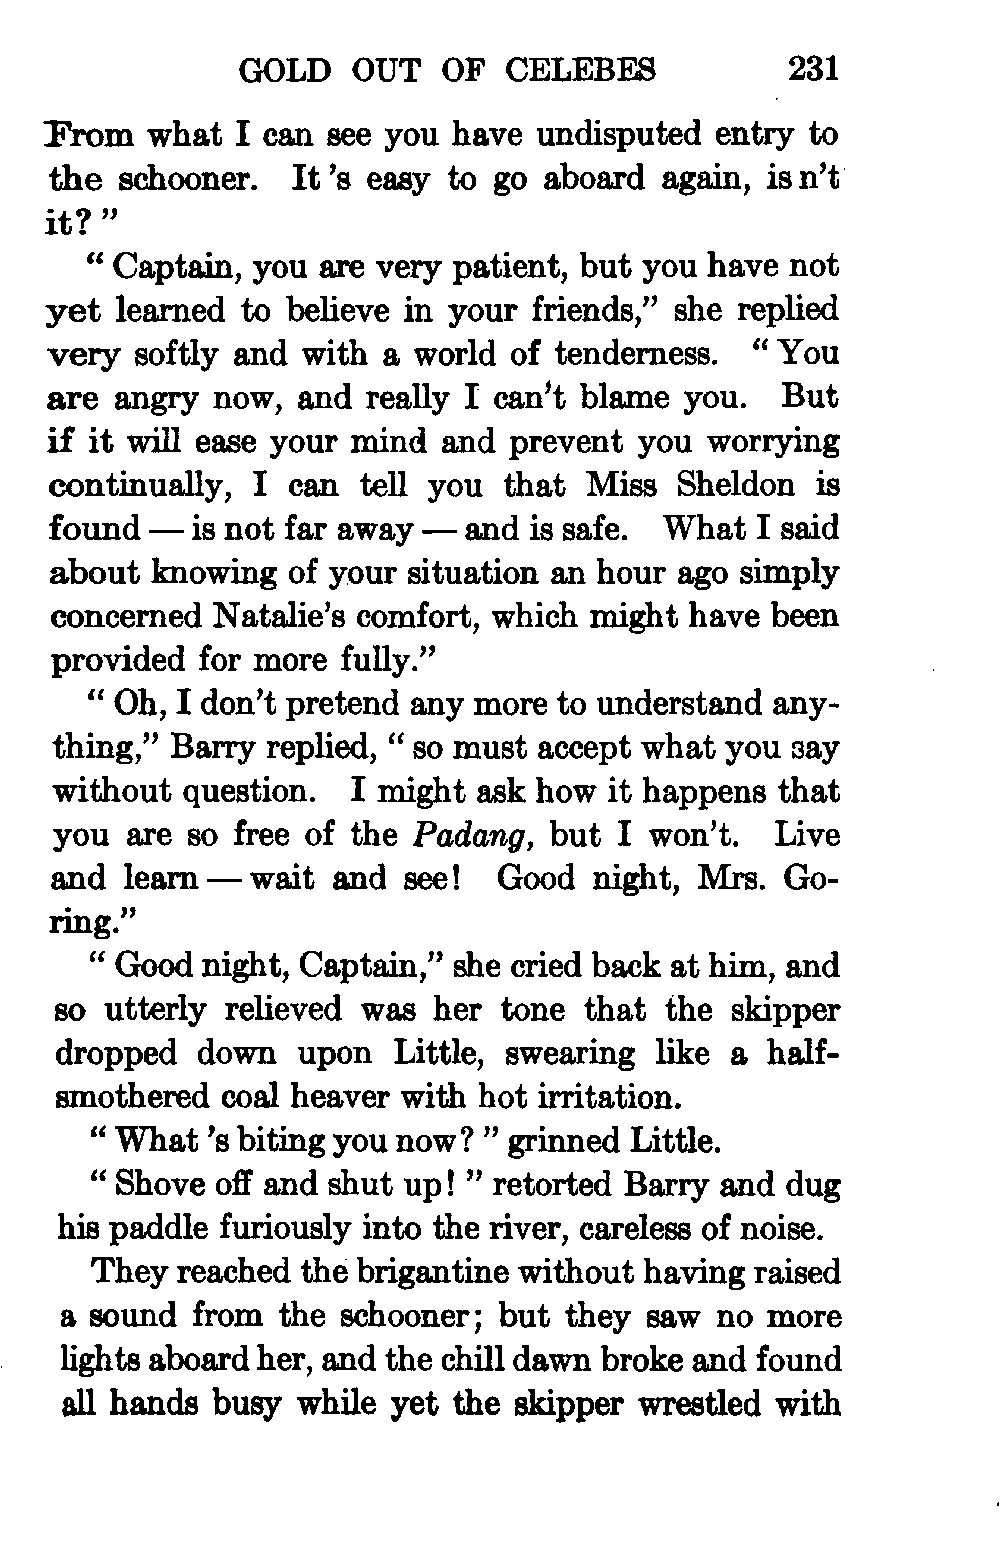 GOLD OUT OF CELEBES 231
From what I can see you have undisputed entry to
the schooner. It 's easy to go aboard again, is n't
it? "
" Captain, you are very patient, but you have not
yet learned to believe in your friends," she replied
very softly and with a world of tenderness. " You
are angry now, and really I can't blame you. But
if it will ease your mind and prevent you worrying
continually, I can tell you that Miss Sheldon is
found — is not far away — and is safe. What I said
about knowing of your situation an hour ago simply
concerned Natalie's comfort, which might have been
provided for more fully."
" Oh, I don't pretend any more to understand any-
thing," Barry replied, " so must accept what you say
without question. I might ask how it happens that
you are so free of the Padang, but I won't. Live
and learn — wait and see! Good night, Mrs. Go-
ring."
" Good night, Captain," she cried back at him, and
so utterly relieved was her tone that the skipper
dropped down upon Little, swearing like a half-
smothered coal heaver with hot irritation.
" What 's biting you now? " grinned Little.
" Shove off and shut up! " retorted Barry and dug
his paddle furiously into the river, careless of noise.
They reached the brigantine without having raised
a sound from the schooner; but they saw no more
lights aboard her, and the chill dawn broke and found
all hands busy while yet the skipper wrestled with